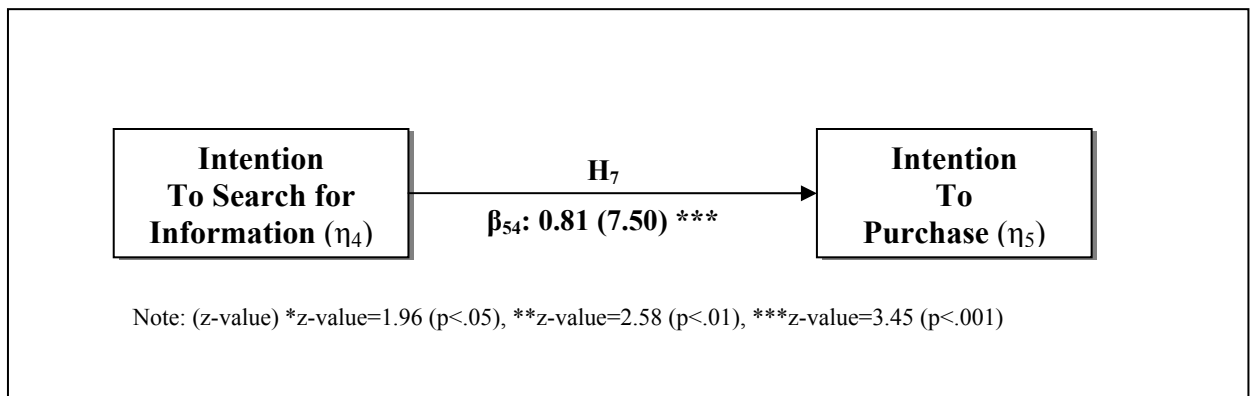 Intention
To Search for
Information (η₄)
H₇
β₅₄: 0.81 (7.50) ***
Intention
To
Purchase (η₅)
Note: (z-value) *z-value=1.96 (p<.05), **z-value=2.58 (p<.01), ***z-value=3.45 (p<.001)